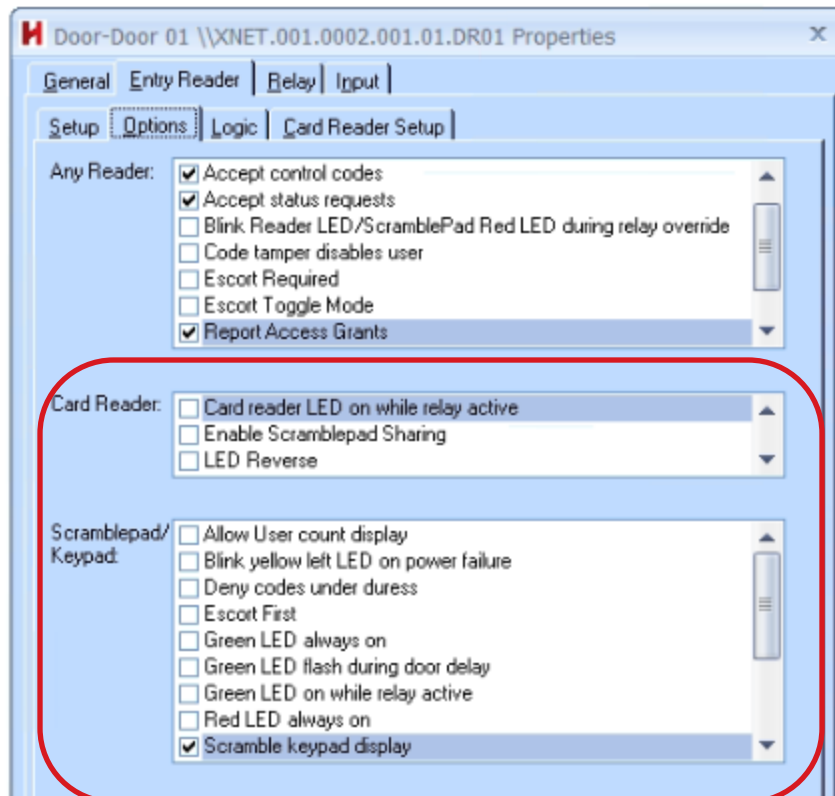 Door-Door 01 \\XNET.001.0002.001.01.DR01 Properties x
General Entry Reader Relay Input
Setup Options Logic Card Reader Setup
Any Reader: Accept control codes
Accept status requests
Blink Reader LED/ScramblePad Red LED during relay override
Code tamper disables user
Escort Required
Escort Toggle Mode
Report Access Grants
Card Reader: Card reader LED on while relay active
Enable Scramblepad Sharing
LED Reverse
Scramblepad/ Allow User count display
Keypad: Blink yellow left LED on power failure
Deny codes under duress
Escort First
Green LED always on
Green LED flash during door delay
Green LED on while relay active
Red LED always on
Scramble keypad display